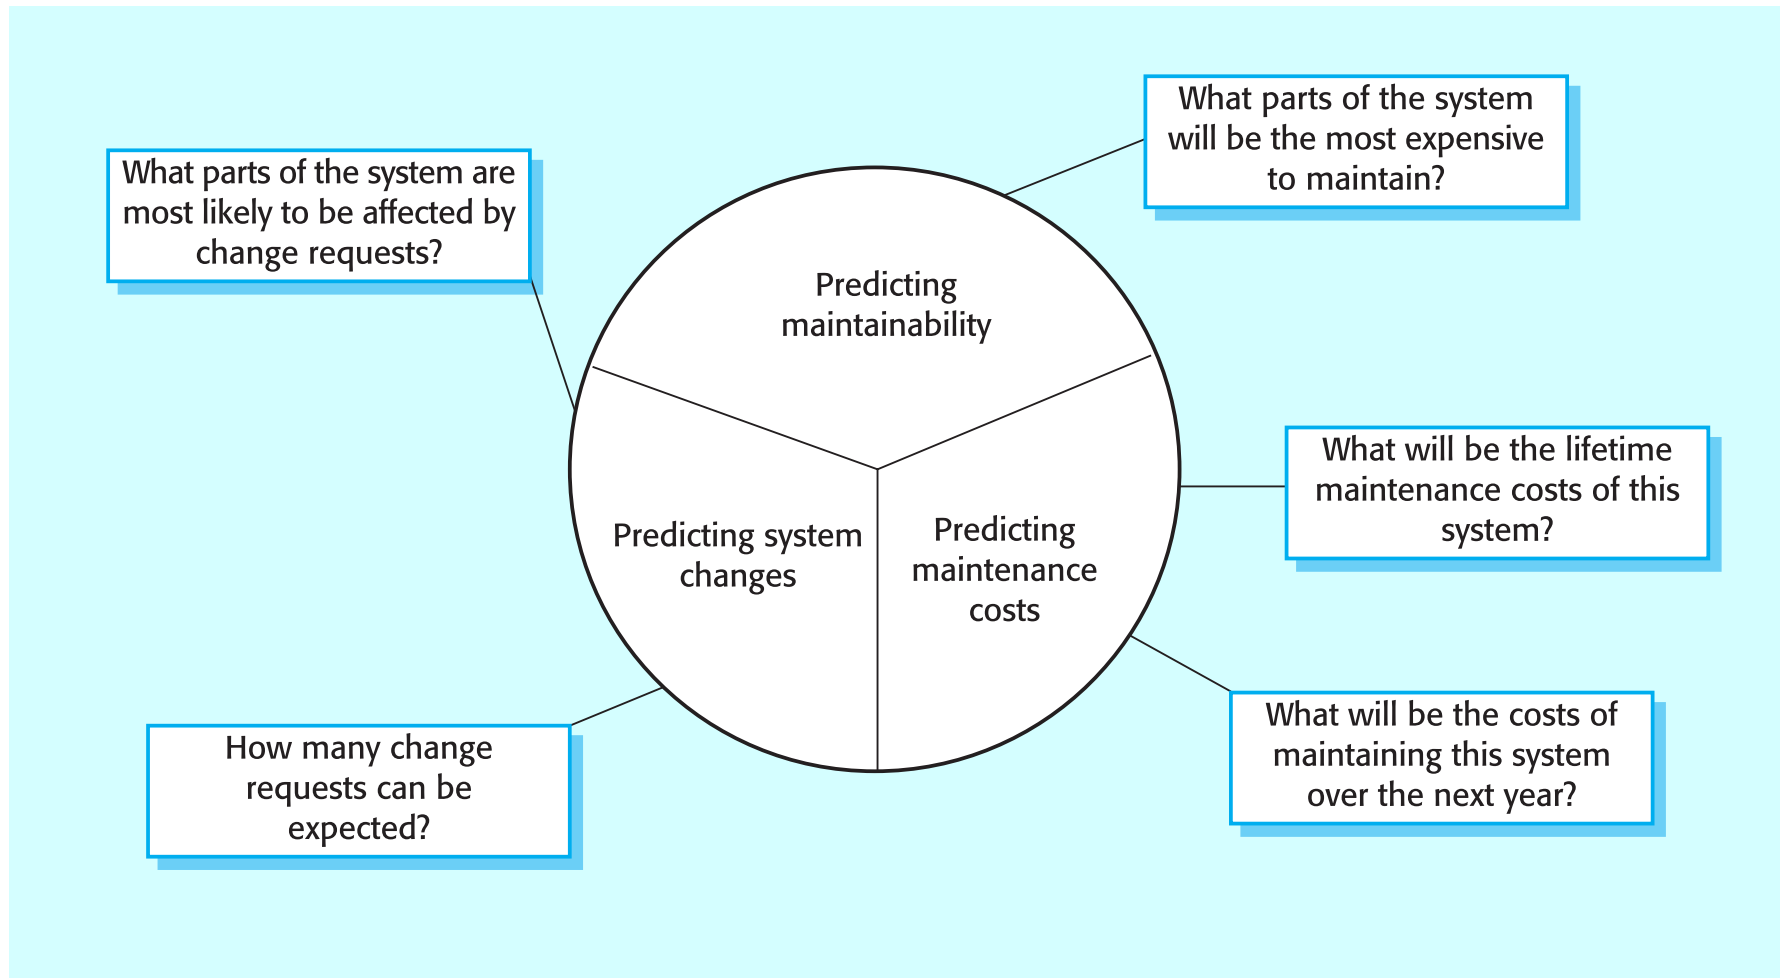 What parts of the system
will be the most expensive
to maintain?
What parts of the system are
most likely to be affected by
change requests?
Predicting
maintainability
What will be the lifetime
maintenance costs of this
system?
Predicting system
changes
Predicting
maintenance
costs
How many change
requests can be
expected?
What will be the costs of
maintaining this system
over the next year?